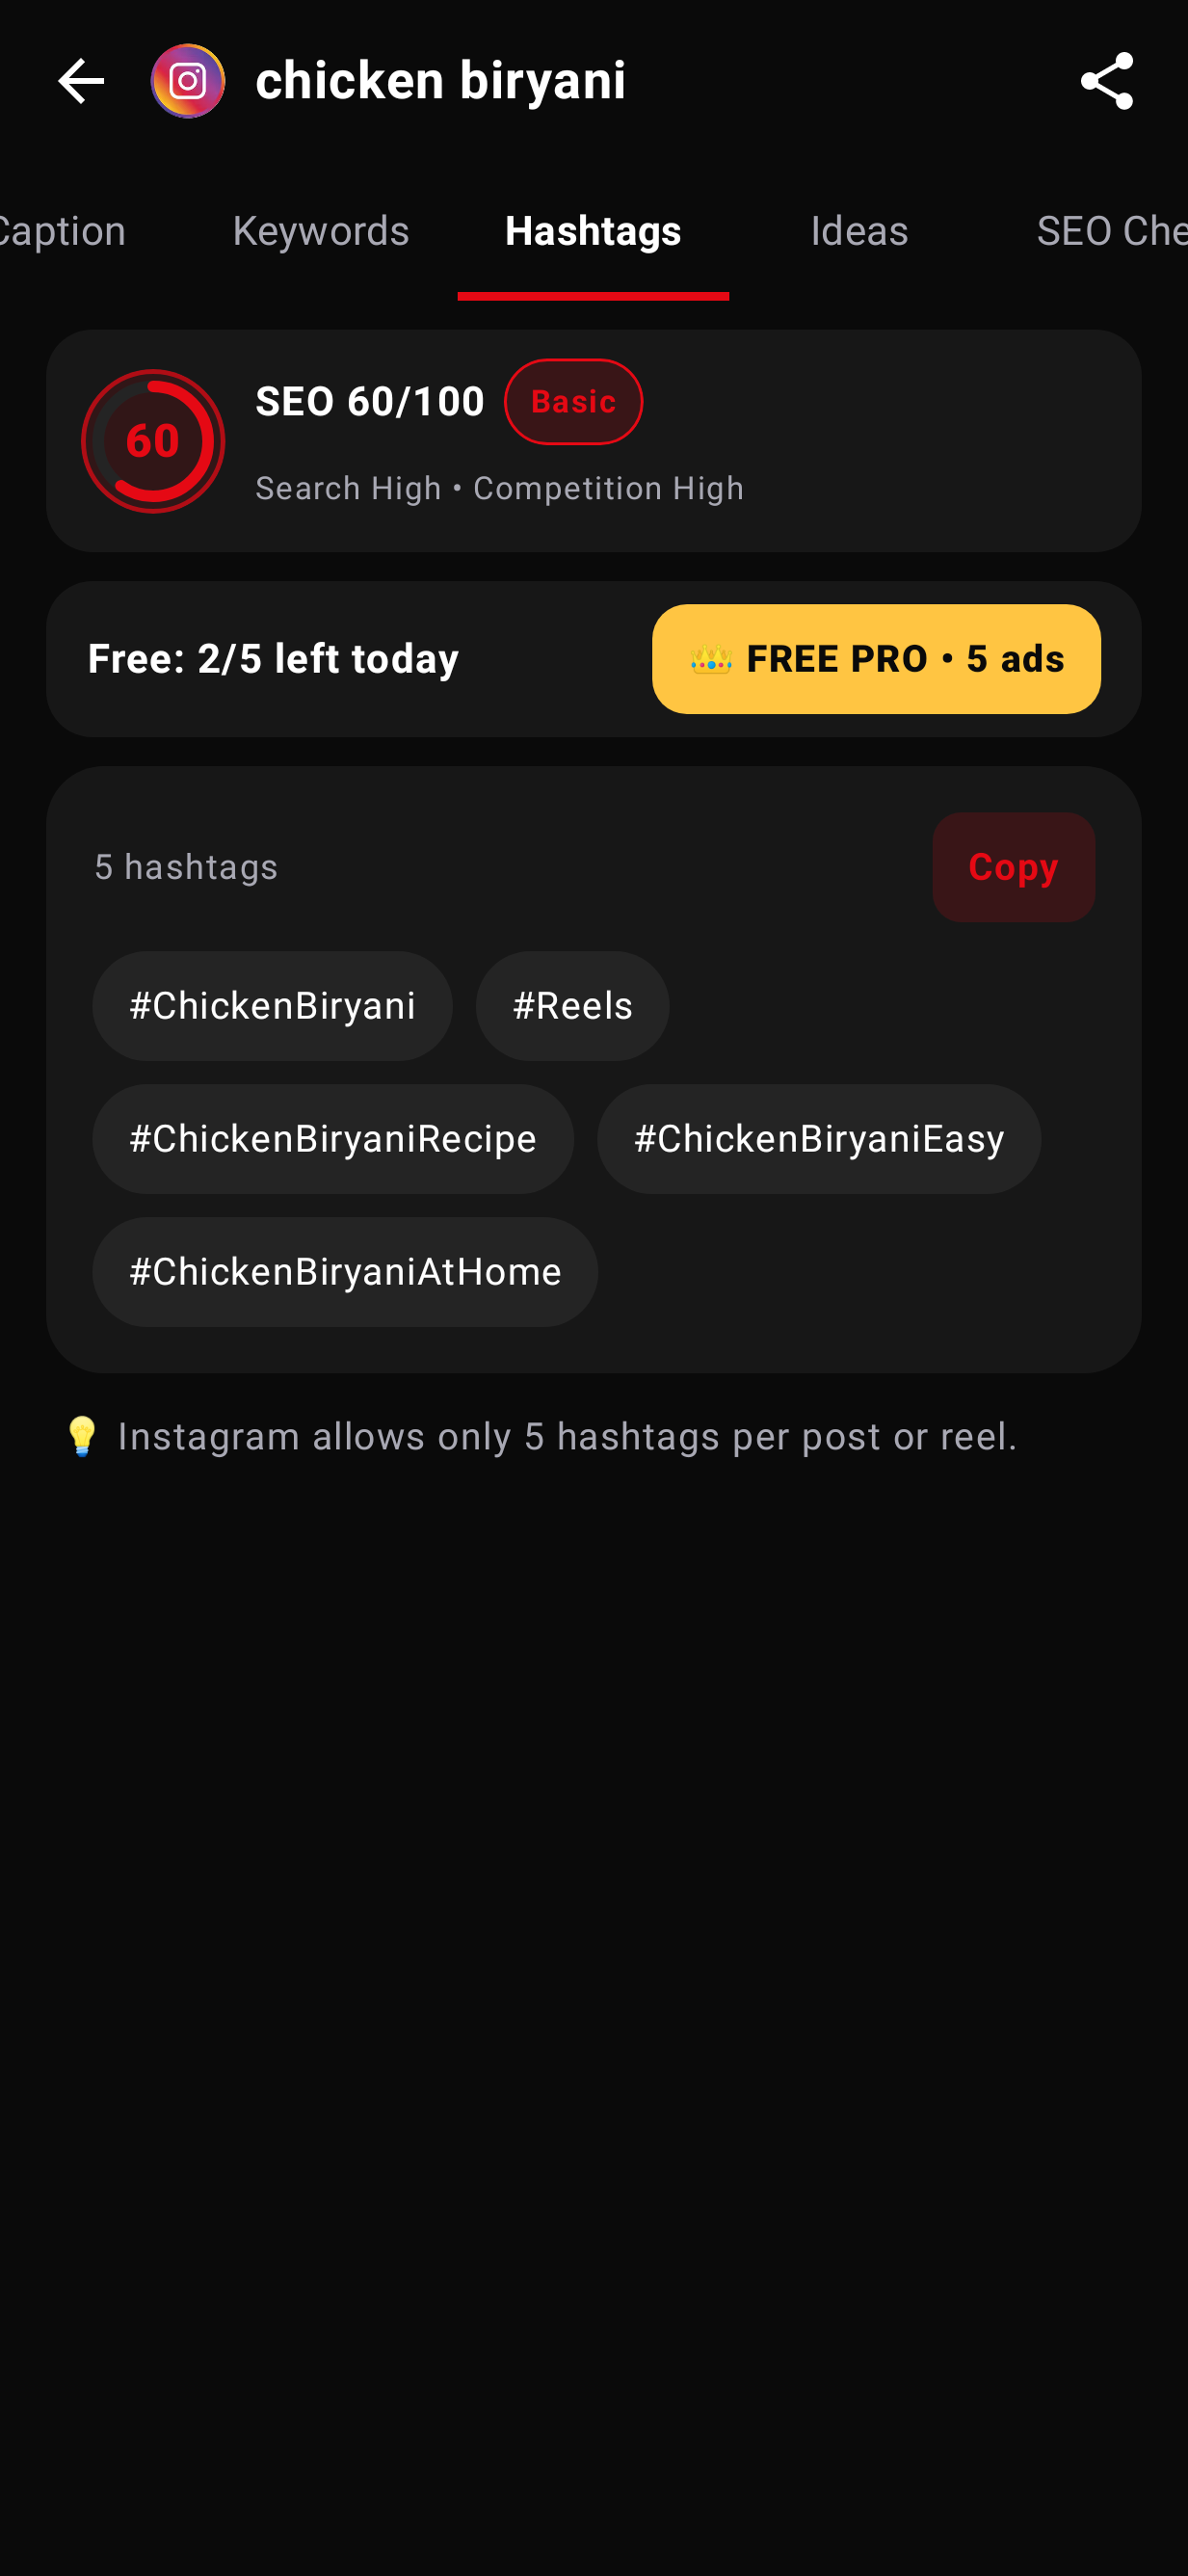 chicken biryani
Caption Keywords Hashtags Ideas SEO Che
60
SEO 60/100 Basic
Search High • Competition High
Free: 2/5 left today
👑 FREE PRO • 5 ads
5 hashtags
Copy
#ChickenBiryani #Reels
#ChickenBiryaniRecipe #ChickenBiryaniEasy
#ChickenBiryaniAtHome
💡 Instagram allows only 5 hashtags per post or reel.